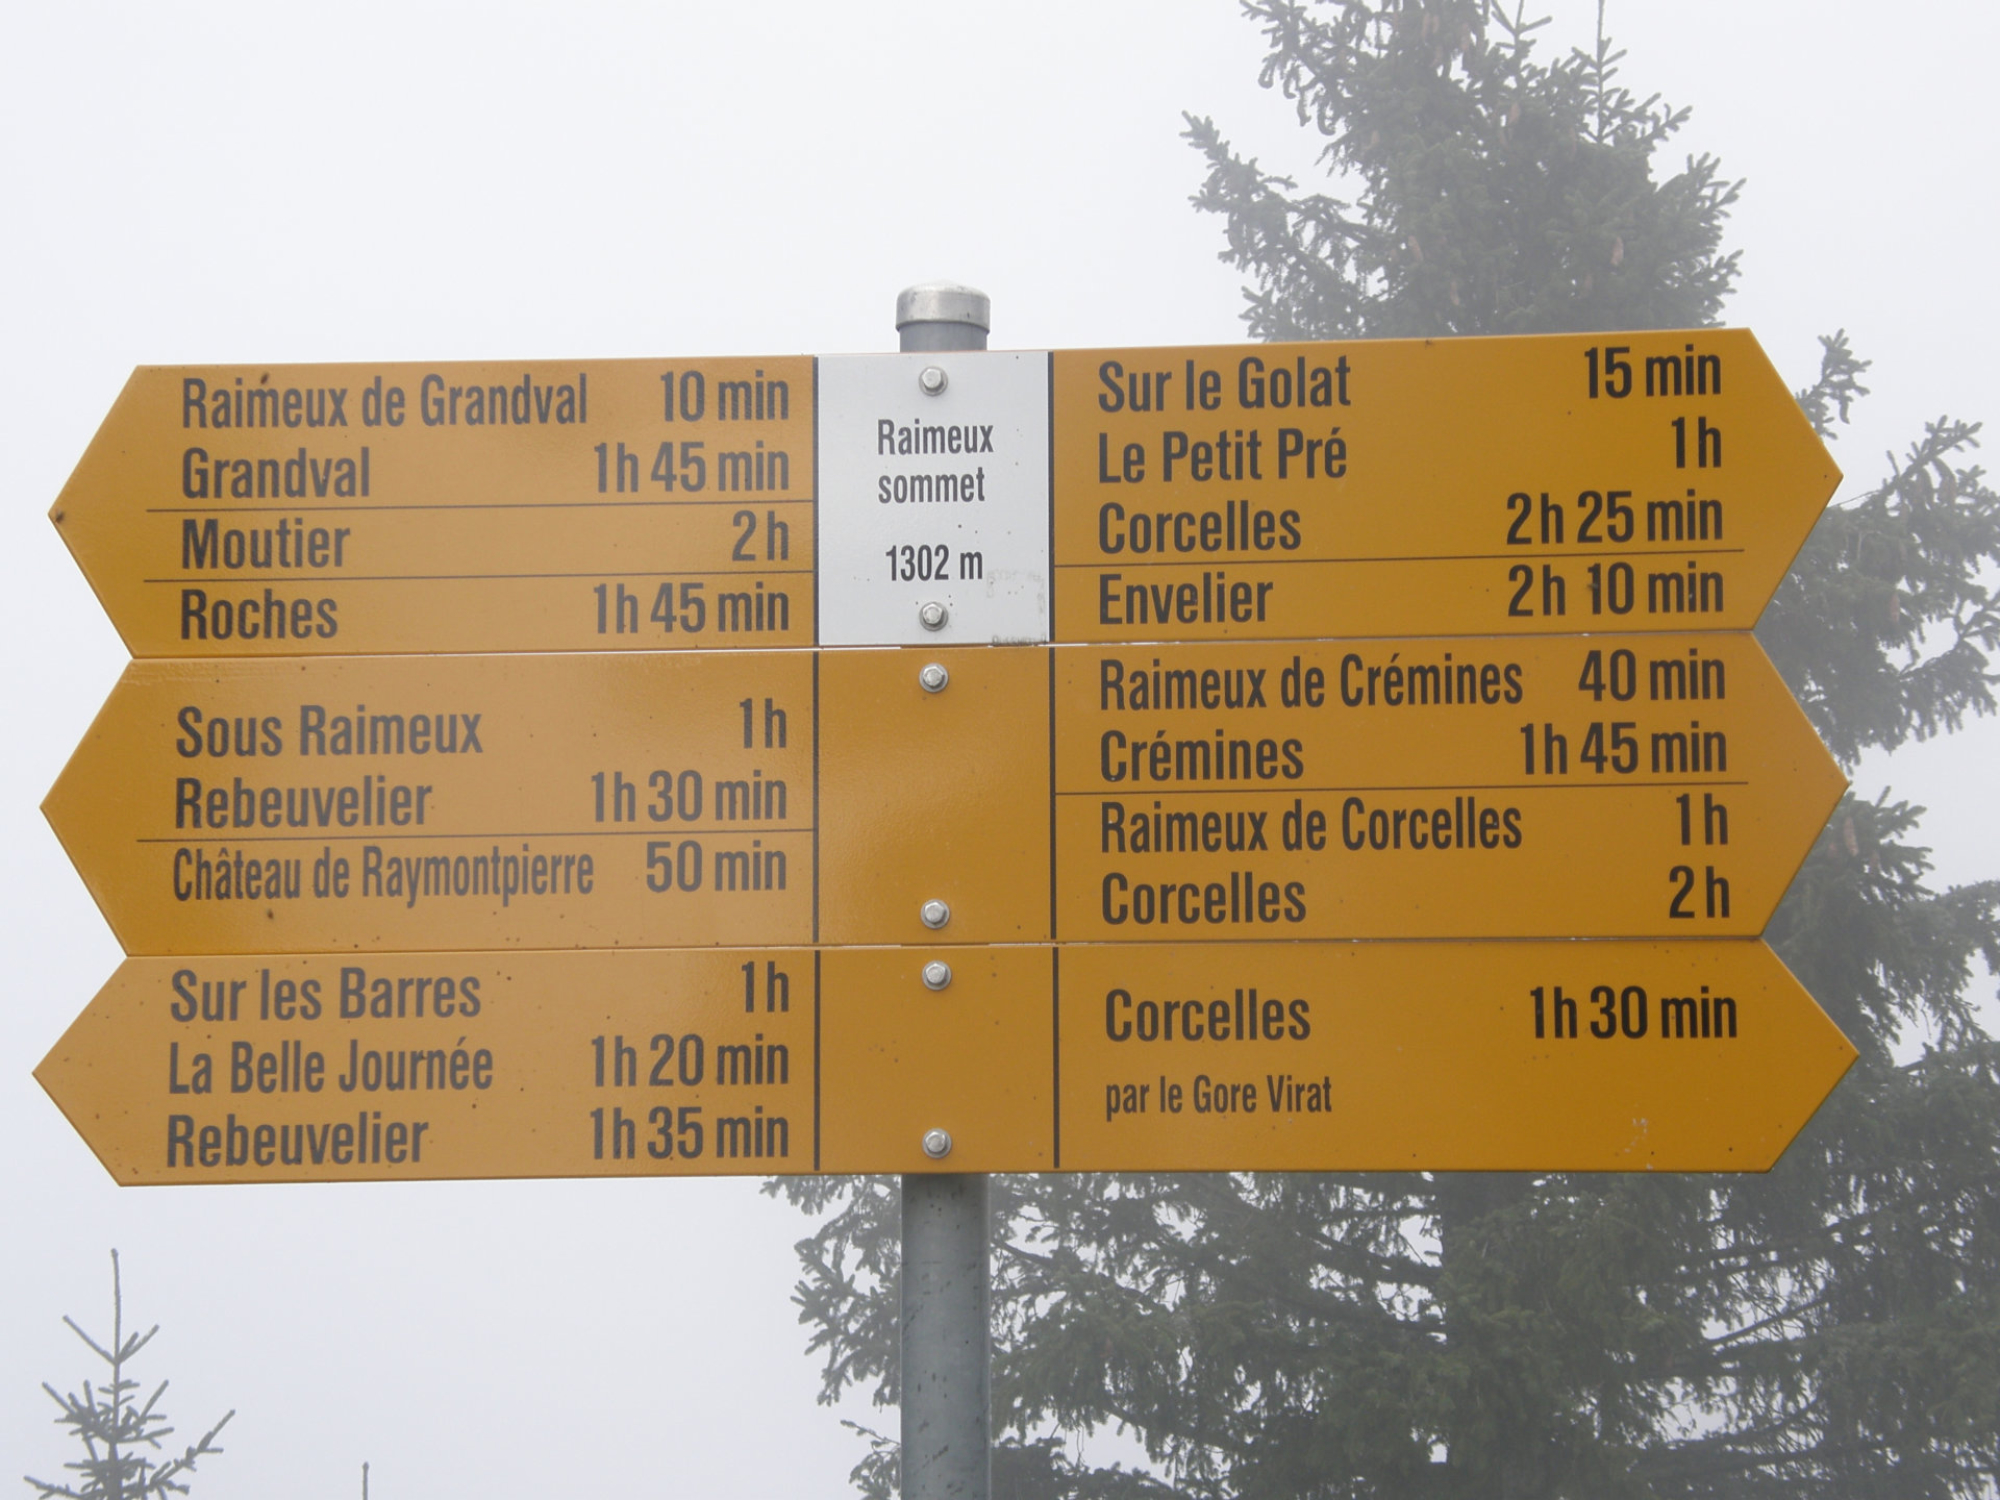 Raimeux de Grandval 10 min
Grandval 1h 45 min
Moutier 2h
Roches 1h 45 min
Raimeux
sommet
1302 m
Sur le Golat 15 min
Le Petit Pré 1h
Corcelles 2h 25 min
Envelier 2h 10 min
Sous Raimeux 1h
Rebeuvelier 1h 30 min
Château de Raymontpierre 50 min
Raimeux de Crémines 40 min
Crémines 1h 45 min
Raimeux de Corcelles 1h
Corcelles 2h
Sur les Barres 1h
La Belle Journée 1h 20 min
Rebeuvelier 1h 35 min
Corcelles 1h 30 min
par le Gore Virat